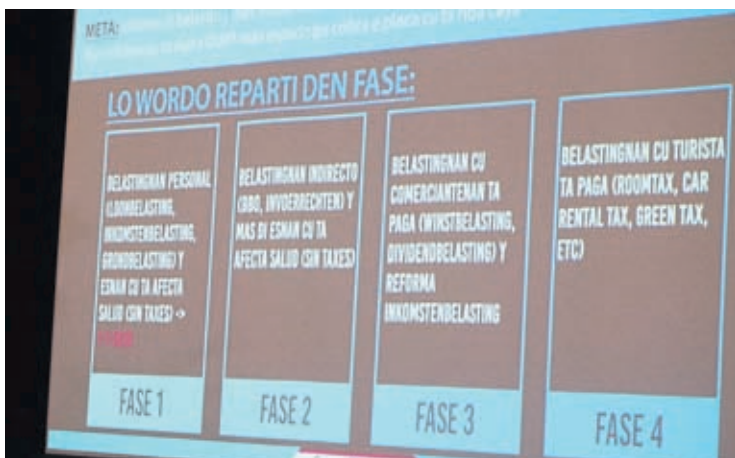 META:
LO WORDO REPARTI DEN FASE:
BELASTINGNAN PERSONAL
(LOONBELASTING,
INKOMSTENBELASTING,
GRONDBELASTING) Y
ESNAN CU TA AFECTA
SALUD (SIN TAXES)
FASE 1
BELASTINGNAN INDIRECTO
(BBO, INVOERRECHTEN) Y
MAS DI ESNAN CU TA
AFECTA SALUD (SIN TAXES)
FASE 2
BELASTINGNAN CU
COMERCIANTENAN TA
PAGA (WINSTBELASTING,
DIVIDENDBELASTING) Y
REFORMA
INKOMSTENBELASTING
FASE 3
BELASTINGNAN CU TURISTA
TA PAGA (ROOMTAX, CAR
RENTAL TAX, GREEN TAX,
ETC)
FASE 4